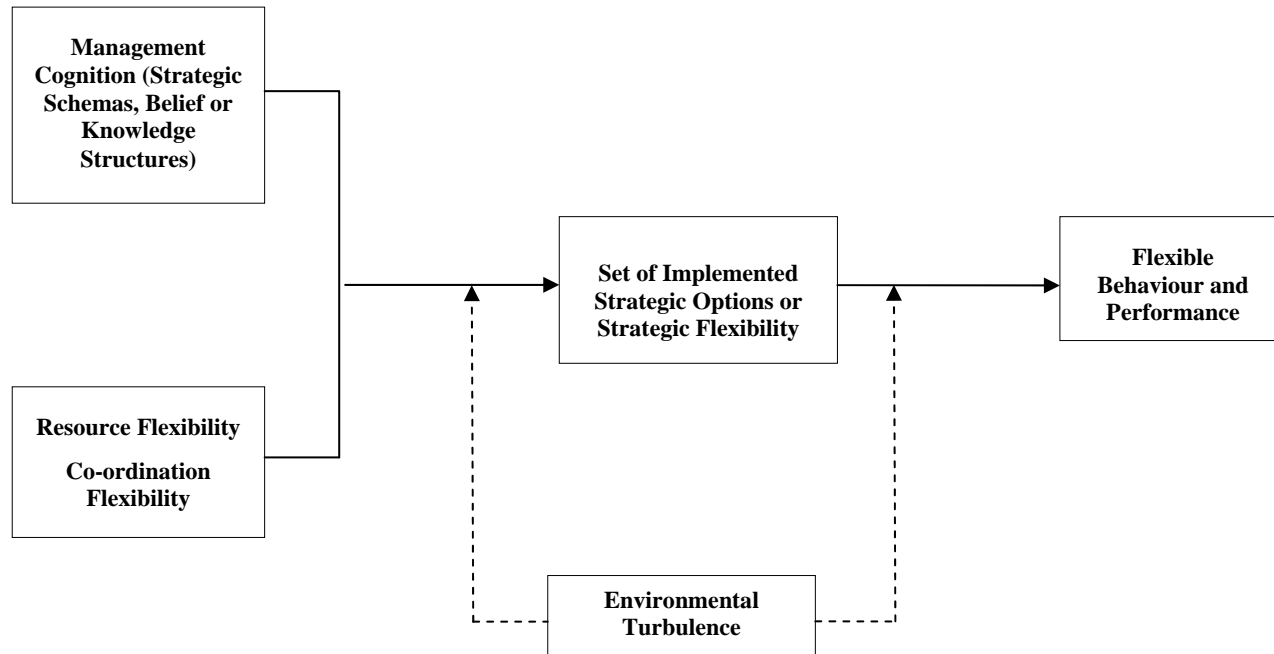 Management
Cognition (Strategic
Schemas, Belief or
Knowledge
Structures)
Resource Flexibility
Co-ordination
Flexibility
Set of Implemented
Strategic Options or
Strategic Flexibility
Flexible
Behaviour and
Performance
Environmental
Turbulence